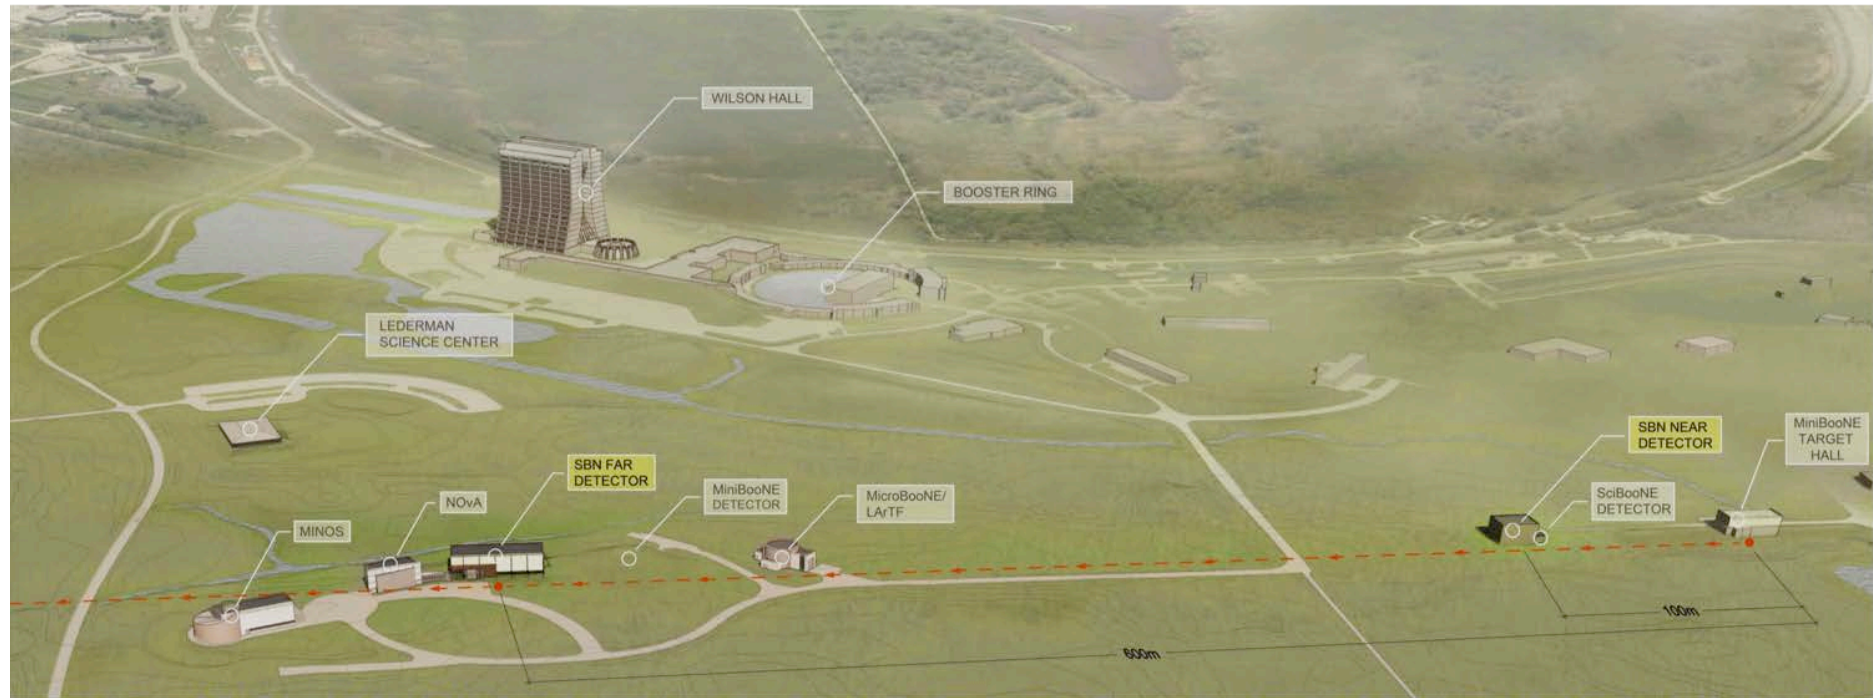 WILSON HALL
BOOSTER RING
LEDERMAN
SCIENCE CENTER
SBN NEAR
DETECTOR
MiniBooNE
TARGET
HALL
SBN FAR
DETECTOR
MiniBooNE
DETECTOR
MicroBooNE/
LArTF
SciBooNE
DETECTOR
NOvA
MINOS
100m
600m